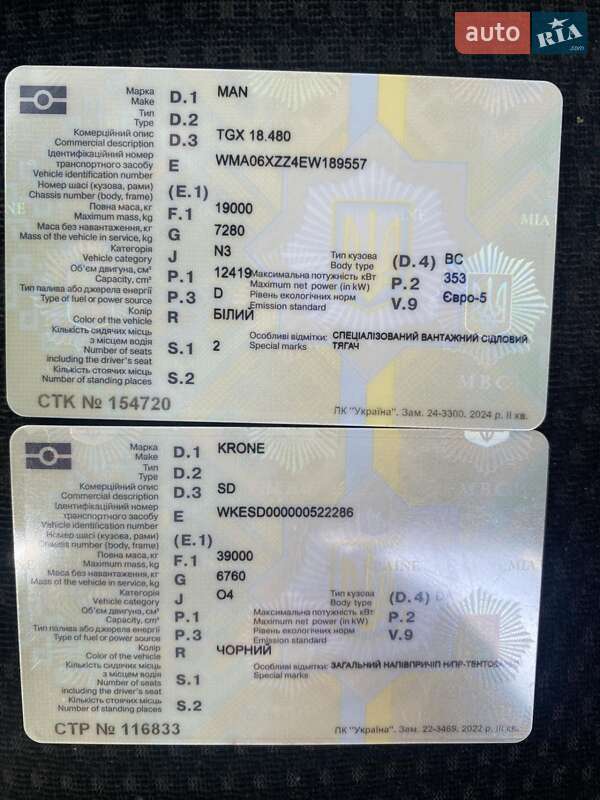 auto RIA.com
Марка
Make D.1 MAN
Тип
Type D.2
Комерційний опис
Commercial description D.3 TGX 18.480
Ідентифікаційний номер
транспортного засобу E WMA06XZZ4EW189557
Vehicle identification number
Номер шасі (кузова, рами)
Chassis number (body, frame) (E.1)
Повна маса, кг
Maximum mass, kg F.1 19000
Маса без навантаження, кг
Mass of the vehicle in service, kg G 7280
Категорія
Vehicle category J N3 Тип кузова
Body type (D.4) BC
Об'єм двигуна, см³
Capacity, cm³ P.1 12419 Максимальна потужність кВт
Maximum net power (in kW) P.2 353
Тип палива або джерела енергії
Type of fuel or power source P.3 D Рівень екологічних норм
Emission standard V.9 Євро-5
Колір
Color of the vehicle R БІЛИЙ
Кількість сидячих місць
з місцем водія
Number of seats S.1 2 Особливі відмітки: СПЕЦІАЛІЗОВАНИЙ ВАНТАЖНИЙ СІДЛОВИЙ
Special marks ТЯГАЧ
including the driver's seat
Кількість стоячих місць
Number of standing places S.2
МВС
СТК № 154720
ПК "Україна". Зам. 24-3300. 2024 р. II кв.
Марка
Make D.1 KRONE
Тип
Type D.2
Комерційний опис
Commercial description D.3 SD
Ідентифікаційний номер
транспортного засобу E WKESD000000522286
Vehicle identification number
Номер шасі (кузова, рами)
Chassis number (body, frame) (E.1)
Повна маса, кг
Maximum mass, kg F.1 39000
Маса без навантаження, кг
Mass of the vehicle in service, kg G 6760
Категорія
Vehicle category J O4 Тип кузова
Body type (D.4)
Об'єм двигуна, см³
Capacity, cm³ P.1 Максимальна потужність кВт
Maximum net power (in kW) P.2
Тип палива або джерела енергії
Type of fuel or power source P.3 Рівень екологічних норм
Emission standard V.9
Колір
Color of the vehicle R ЧОРНИЙ
Кількість сидячих місць
з місцем водія
Number of seats S.1 Особливі відмітки: ЗАГАЛЬНИЙ НАПІВПРИЧІП Н/ПР-ТЕНТОВ
Special marks
including the driver's seat
Кількість стоячих місць
Number of standing places S.2
СТР № 116833
ПК "Україна". Зам. 22-3469. 2022 р. III кв.